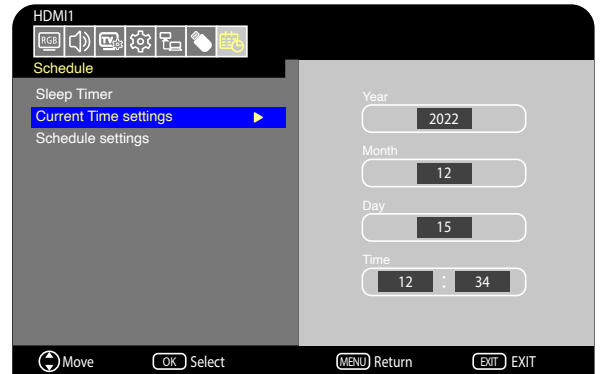 HDMI1
RGB
TV
Schedule
Sleep Timer
Current Time settings
Schedule settings
Year
2022
Month
12
Day
15
Time
12 : 34
Move OK Select MENU Return EXIT EXIT